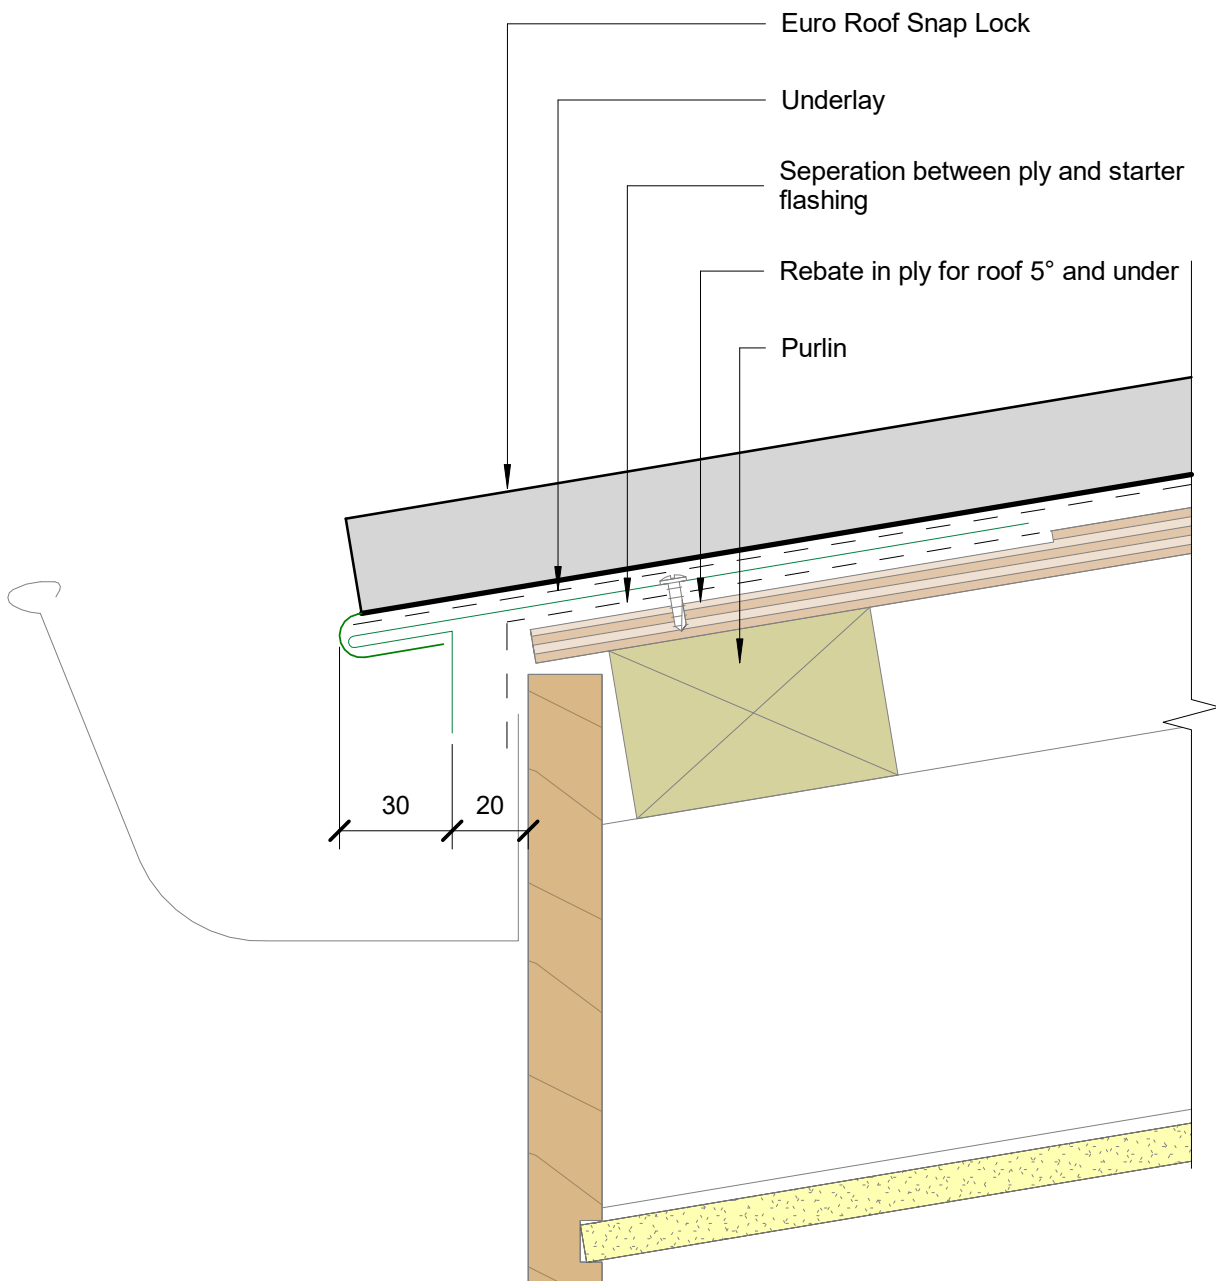 Euro Roof Snap Lock
Underlay
Seperation between ply and starter
flashing
Rebate in ply for roof 5° and under
Purlin
30
20